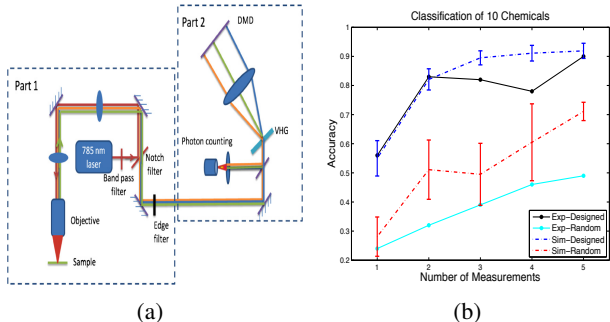 Part 1
785 nm
laser
Band pass
filter
Notch
filter
Objective
Sample
Edge
filter
Part 2
DMD
VHG
Photon counting
(a)
Classification of 10 Chemicals
Accuracy
1
0.9
0.8
0.7
0.6
0.5
0.4
0.3
0.2
1
2
3
4
5
Number of Measurements
Exp-Designed
Exp-Random
Sim-Designed
Sim-Random
(b)